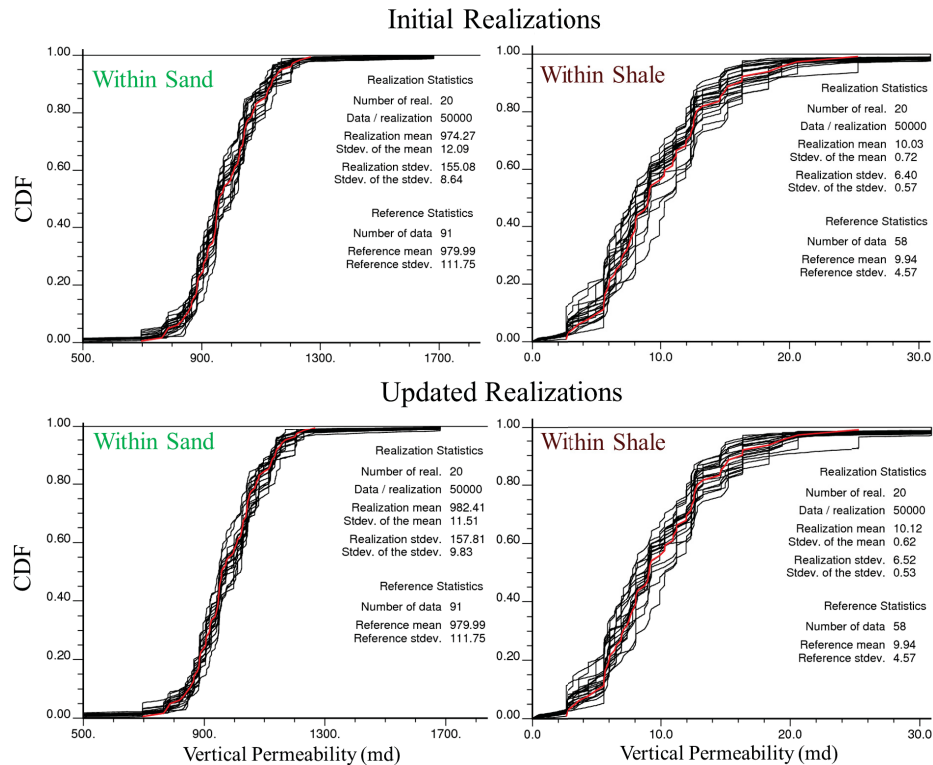 Initial Realizations
Within Sand
Realization Statistics
Number of real. 20
Data / realization 50000
Realization mean 974.27
Stdev. of the mean 12.09
Realization stdev. 155.08
Stdev. of the stdev. 8.64
Reference Statistics
Number of data 91
Reference mean 979.99
Reference stdev. 111.75
CDF
1.00
0.80
0.60
0.40
0.20
0.00
500. 900. 1300. 1700.
Within Shale
Realization Statistics
Number of real. 20
Data / realization 50000
Realization mean 10.03
Stdev. of the mean 0.72
Realization stdev. 6.40
Stdev. of the stdev. 0.57
Reference Statistics
Number of data 58
Reference mean 9.94
Reference stdev. 4.57
1.00
0.80
0.60
0.40
0.20
0.00
0.0 10.0 20.0 30.0
Updated Realizations
Within Sand
Realization Statistics
Number of real. 20
Data / realization 50000
Realization mean 982.41
Stdev. of the mean 11.51
Realization stdev. 157.81
Stdev. of the stdev. 9.83
Reference Statistics
Number of data 91
Reference mean 979.99
Reference stdev. 111.75
CDF
1.00
0.80
0.60
0.40
0.20
0.00
500. 900. 1300. 1700.
Vertical Permeability (md)
Within Shale
Realization Statistics
Number of real. 20
Data / realization 50000
Realization mean 10.12
Stdev. of the mean 0.62
Realization stdev. 6.52
Stdev. of the stdev. 0.53
Reference Statistics
Number of data 58
Reference mean 9.94
Reference stdev. 4.57
1.00
0.80
0.60
0.40
0.20
0.00
0.0 10.0 20.0 30.0
Vertical Permeability (md)